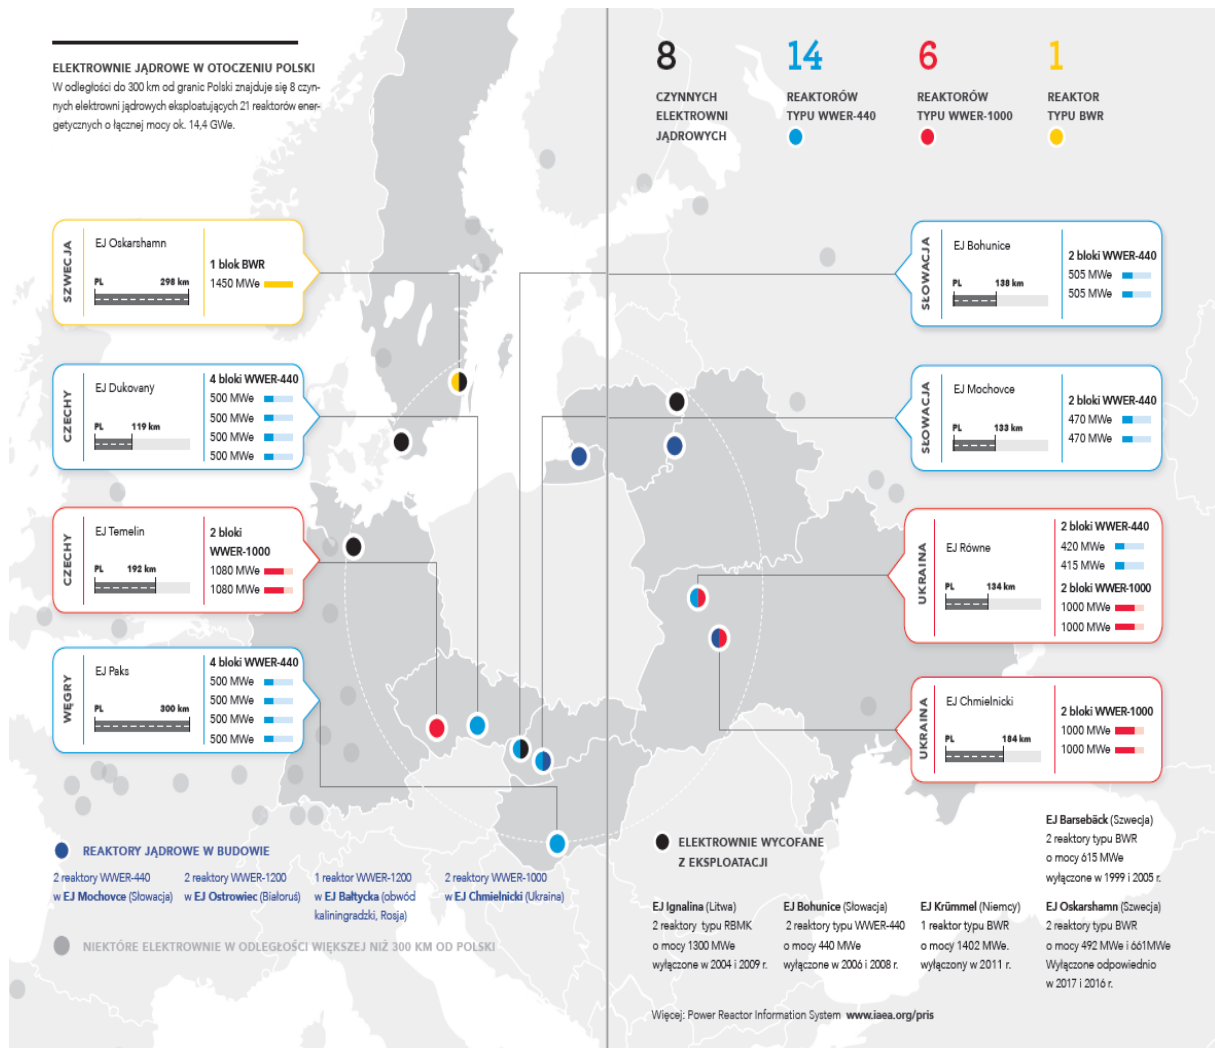 ELEKTROWNIE JĄDROWE W OTOCZENIU POLSKI
W odległości do 300 km od granic Polski znajduje się 8 czyn-
nych elektrowni jądrowych eksploatujących 21 reaktorów ener-
getycznych o łącznej mocy ok. 14,4 GWe.
8
CZYNNYCH
ELEKTROWNI
JĄDROWYCH
14
REAKTORÓW
TYPU WWER-440
6
REAKTORÓW
TYPU WWER-1000
1
REAKTOR
TYPU BWR
SZWECJA
EJ Oskarshamn
PL 298 km
1 blok BWR
1450 MWe
CZECHY
EJ Dukovany
PL 119 km
4 bloki WWER-440
500 MWe
500 MWe
500 MWe
500 MWe
CZECHY
EJ Temelin
PL 192 km
2 bloki
WWER-1000
1080 MWe
1080 MWe
WĘGRY
EJ Paks
PL 300 km
4 bloki WWER-440
500 MWe
500 MWe
500 MWe
500 MWe
SŁOWACJA
EJ Bohunice
PL 138 km
2 bloki WWER-440
505 MWe
505 MWe
SŁOWACJA
EJ Mochovce
PL 133 km
2 bloki WWER-440
470 MWe
470 MWe
UKRAINA
EJ Równe
PL 134 km
2 bloki WWER-440
420 MWe
415 MWe
2 bloki WWER-1000
1000 MWe
1000 MWe
UKRAINA
EJ Chmielnicki
PL 184 km
2 bloki WWER-1000
1000 MWe
1000 MWe
REAKTORY JĄDROWE W BUDOWIE
2 reaktory WWER-440
w EJ Mochovce (Słowacja)
2 reaktory WWER-1200
w EJ Ostrowiec (Białoruś)
1 reaktor WWER-1200
w EJ Bałtycka (obwód
kaliningradzki, Rosja)
2 reaktory WWER-1000
w EJ Chmielnicki (Ukraina)
NIEKTÓRE ELEKTROWNIE W ODLEGŁOŚCI WIĘKSZEJ NIŻ 300 KM OD POLSKI
ELEKTROWNIE WYCOFANE
Z EKSPLOATACJI
EJ Barsebäck (Szwecja)
2 reaktory typu BWR
o mocy 615 MWe
wyłączone w 1999 i 2005 r.
EJ Ignalina (Litwa)
2 reaktory typu RBMK
o mocy 1300 MWe
wyłączone w 2004 i 2009 r.
EJ Bohunice (Słowacja)
2 reaktory typu WWER-440
o mocy 440 MWe
wyłączone w 2006 i 2008 r.
EJ Krümmel (Niemcy)
1 reaktor typu BWR
o mocy 1402 MWe.
wyłączony w 2011 r.
EJ Oskarshamn (Szwecja)
2 reaktory typu BWR
o mocy 492 MWe i 661MWe
Wyłączone odpowiednio
w 2017 i 2016 r.
Więcej: Power Reactor Information System www.iaea.org/pris